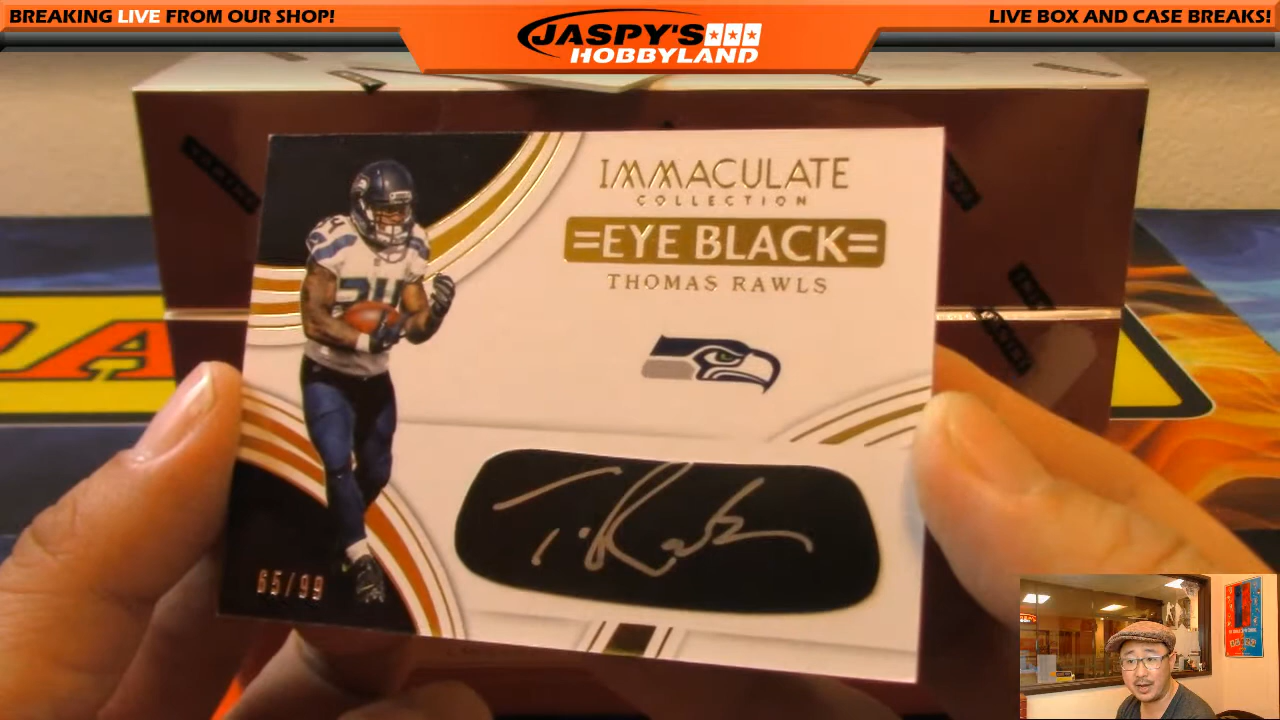 BREAKING LIVE FROM OUR SHOP!
JASPY'S
HOBBYLAND
LIVE BOX AND CASE BREAKS!
IMMACULATE
COLLECTION
=EYE BLACK=
THOMAS RAWLS
65/99